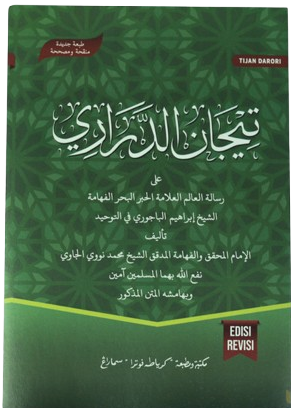 طبعة جديدة
منقحة ومصححة
TIJAN DARORI
تيجان الدراري
على
رسالة العالم العلامة الحبر البحر الفهامة
الشيخ إبراهيم الباجوري في التوحيد
تأليف
الإمام المحقق والفهامة المدقق الشيخ محمد نووي الجاوي
نفع الله بهما المسلمين آمين
وبهامشه المتن المذكور
EDISI
REVISI
مكتبة ومطبعة "كرياطه فوترا" سماراڠ